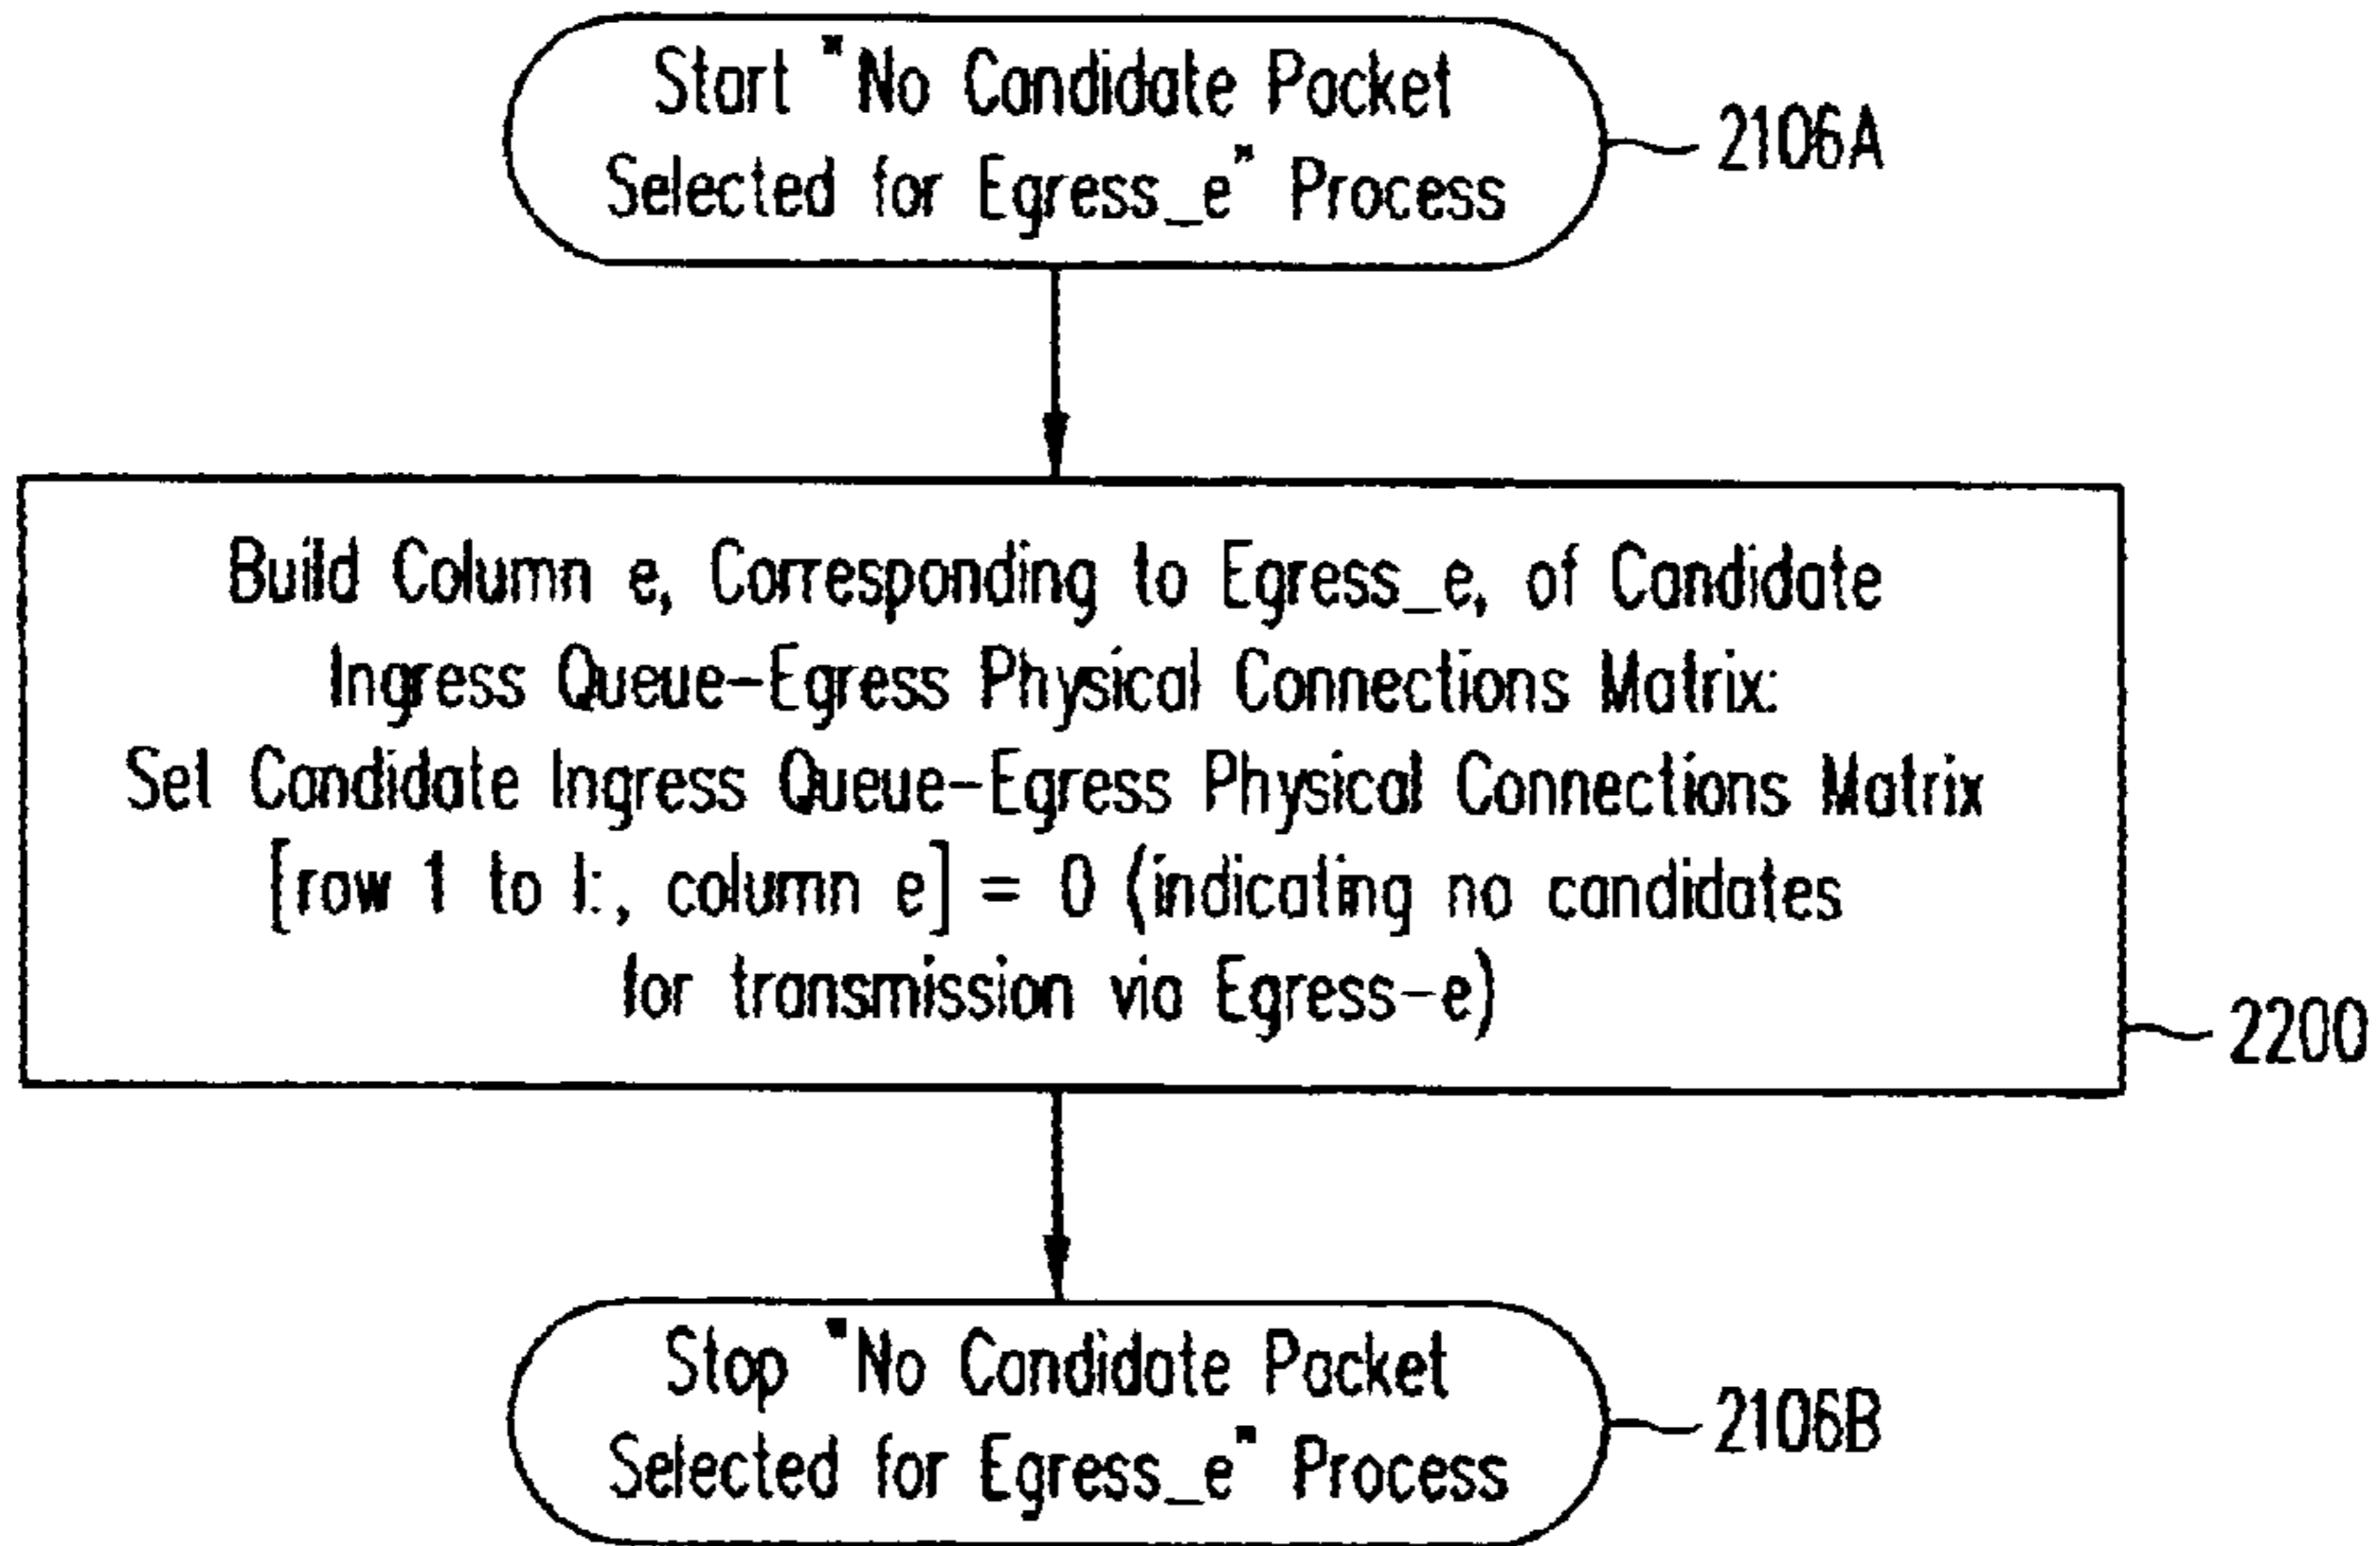 Start "No Candidate Packet
Selected for Egress_e" Process
2106A
Build Column e, Corresponding to Egress_e, of Candidate
Ingress Queue-Egress Physical Connections Matrix:
Set Candidate Ingress Queue-Egress Physical Connections Matrix
[row 1 to I:, column e] = 0 (indicating no candidates
for transmission via Egress-e)
2200
Stop "No Candidate Packet
Selected for Egress_e" Process
2106B